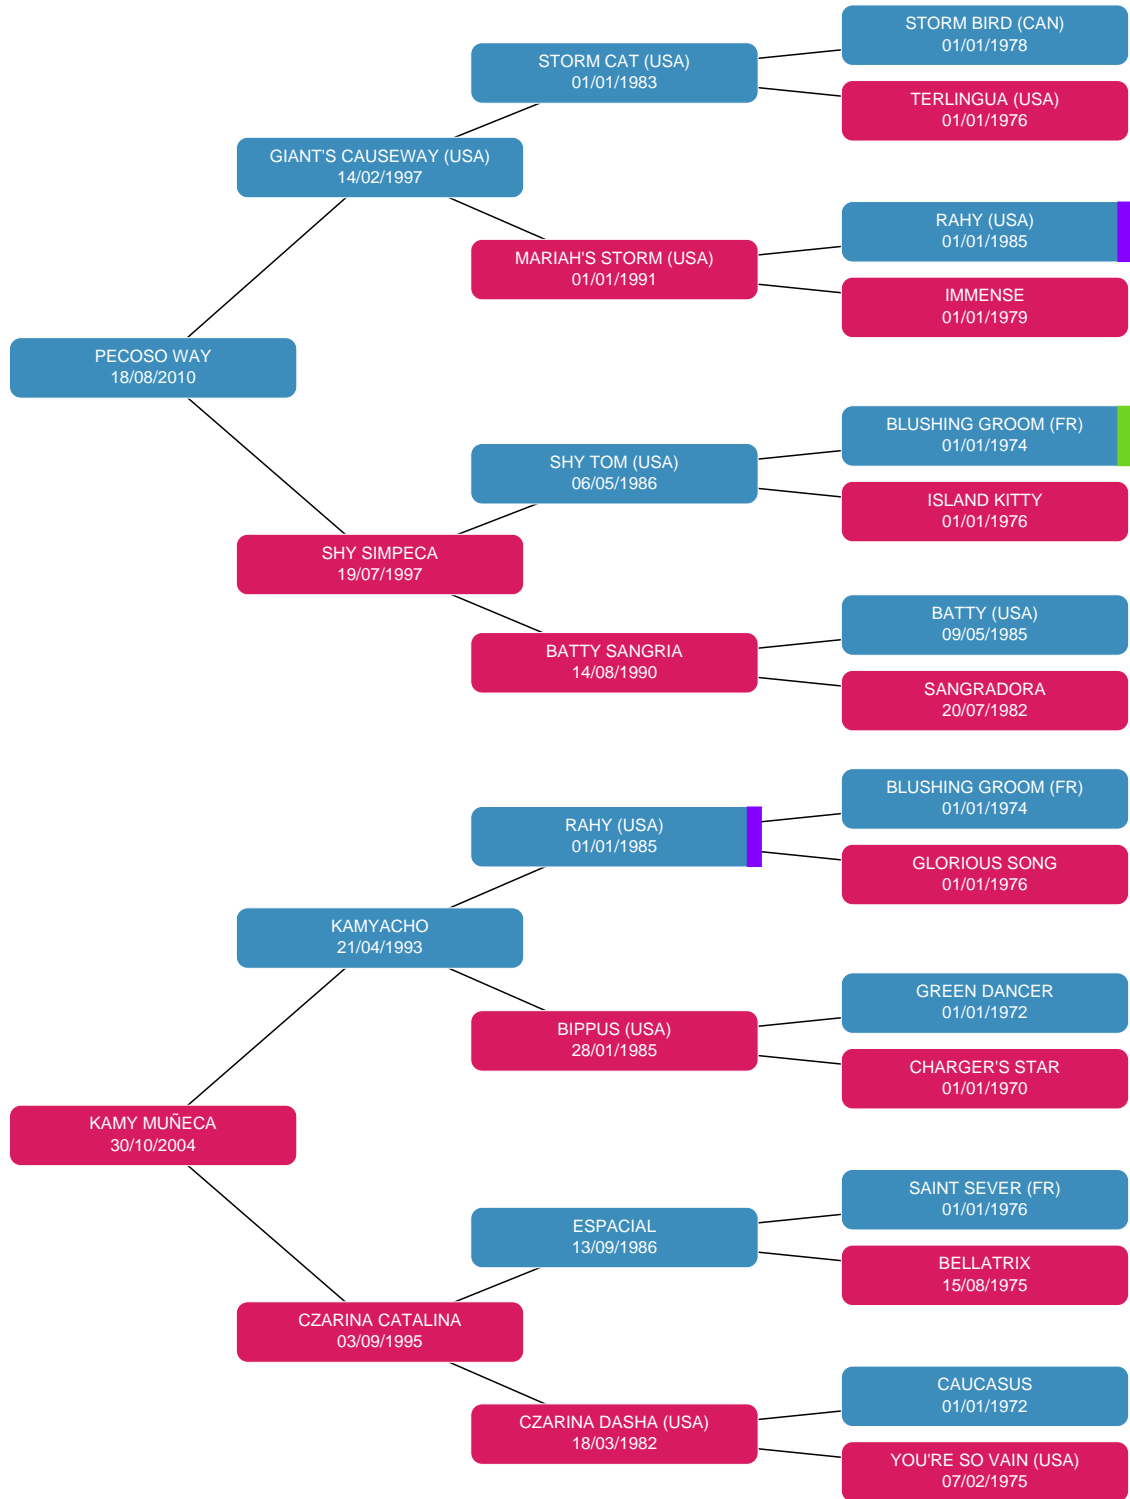 STORM BIRD (CAN)
01/01/1978
STORM CAT (USA)
01/01/1983
TERLINGUA (USA)
01/01/1976
GIANT'S CAUSEWAY (USA)
14/02/1997
RAHY (USA)
01/01/1985
MARIAH'S STORM (USA)
01/01/1991
IMMENSE
01/01/1979
PECOSO WAY
18/08/2010
BLUSHING GROOM (FR)
01/01/1974
SHY TOM (USA)
06/05/1986
ISLAND KITTY
01/01/1976
SHY SIMPECA
19/07/1997
BATTY (USA)
09/05/1985
BATTY SANGRIA
14/08/1990
SANGRADORA
20/07/1982
BLUSHING GROOM (FR)
01/01/1974
RAHY (USA)
01/01/1985
GLORIOUS SONG
01/01/1976
KAMYACHO
21/04/1993
GREEN DANCER
01/01/1972
BIPPUS (USA)
28/01/1985
CHARGER'S STAR
01/01/1970
KAMY MUÑECA
30/10/2004
SAINT SEVER (FR)
01/01/1976
ESPACIAL
13/09/1986
BELLATRIX
15/08/1975
CZARINA CATALINA
03/09/1995
CAUCASUS
01/01/1972
CZARINA DASHA (USA)
18/03/1982
YOU'RE SO VAIN (USA)
07/02/1975